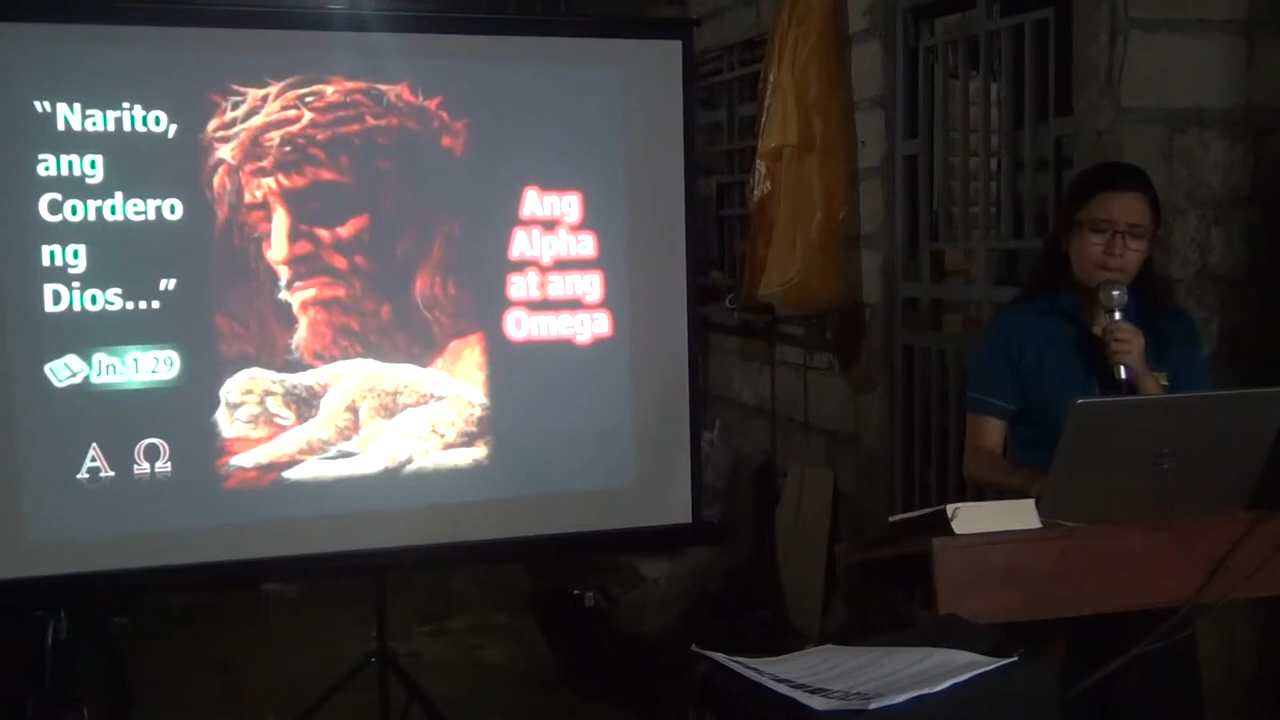 “Narito,
ang
Cordero
ng
Dios...”
Jn. 1:29
Α Ω
Ang
Alpha
at ang
Omega